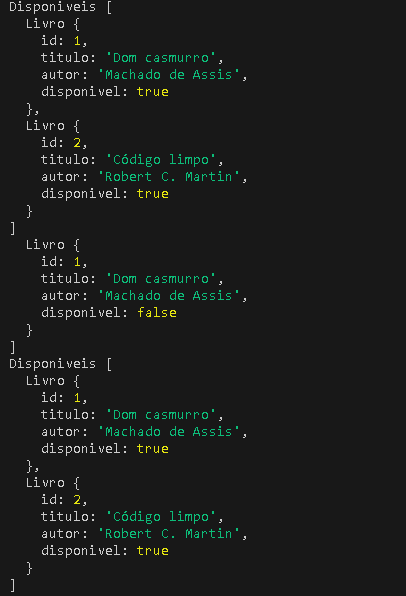 Disponiveis [
  Livro {
    id: 1,
    titulo: 'Dom casmurro',
    autor: 'Machado de Assis',
    disponivel: true
  },
  Livro {
    id: 2,
    titulo: 'Código limpo',
    autor: 'Robert C. Martin',
    disponivel: true
  }
]
  Livro {
    id: 1,
    titulo: 'Dom casmurro',
    autor: 'Machado de Assis',
    disponivel: false
  }
]
Disponiveis [
  Livro {
    id: 1,
    titulo: 'Dom casmurro',
    autor: 'Machado de Assis',
    disponivel: true
  },
  Livro {
    id: 2,
    titulo: 'Código limpo',
    autor: 'Robert C. Martin',
    disponivel: true
  }
]